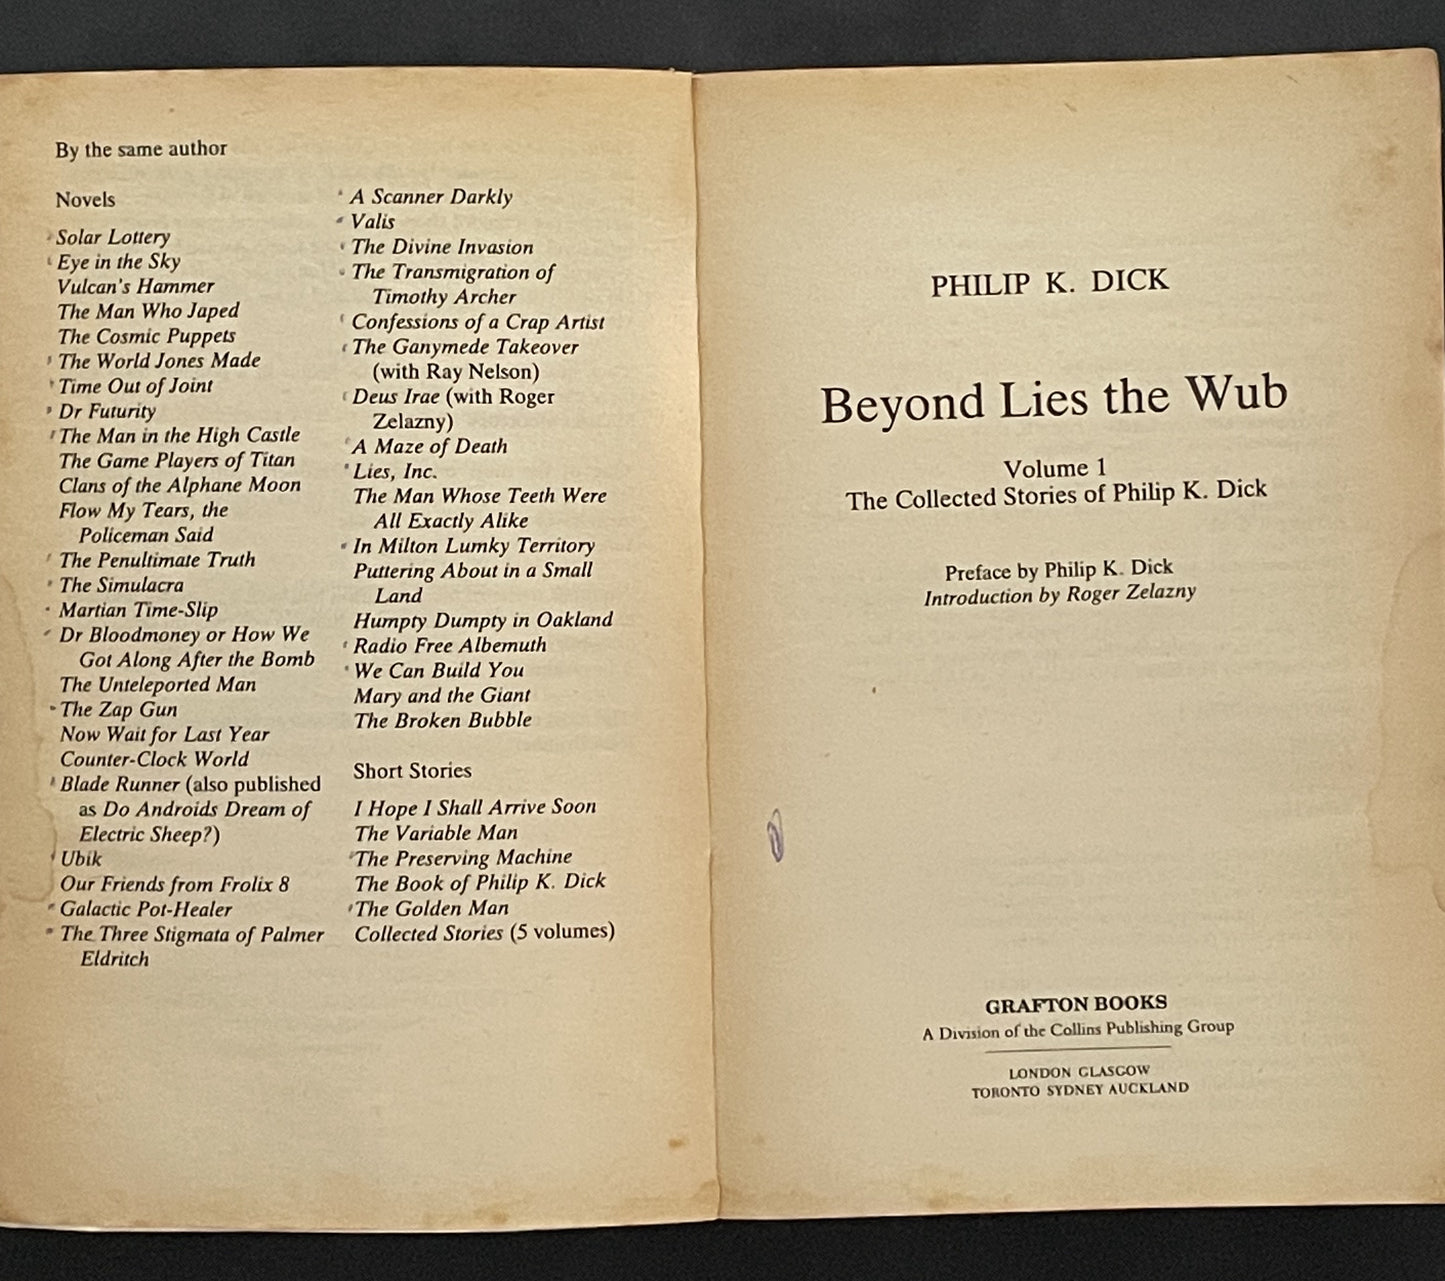 By the same author
Novels
Solar Lottery
Eye in the Sky
Vulcan's Hammer
The Man Who Japed
The Cosmic Puppets
The World Jones Made
Time Out of Joint
Dr Futurity
The Man in the High Castle
The Game Players of Titan
Clans of the Alphane Moon
Flow My Tears, the
Policeman Said
The Penultimate Truth
The Simulacra
Martian Time-Slip
Dr Bloodmoney or How We
Got Along After the Bomb
The Unteleported Man
The Zap Gun
Now Wait for Last Year
Counter-Clock World
Blade Runner (also published
as Do Androids Dream of
Electric Sheep?)
Ubik
Our Friends from Frolix 8
Galactic Pot-Healer
The Three Stigmata of Palmer
Eldritch
A Scanner Darkly
Valis
The Divine Invasion
The Transmigration of
Timothy Archer
Confessions of a Crap Artist
The Ganymede Takeover
(with Ray Nelson)
Deus Irae (with Roger
Zelazny)
A Maze of Death
Lies, Inc.
The Man Whose Teeth Were
All Exactly Alike
In Milton Lumky Territory
Puttering About in a Small
Land
Humpty Dumpty in Oakland
Radio Free Albemuth
We Can Build You
Mary and the Giant
The Broken Bubble
Short Stories
I Hope I Shall Arrive Soon
The Variable Man
The Preserving Machine
The Book of Philip K. Dick
The Golden Man
Collected Stories (5 volumes)
PHILIP K. DICK
Beyond Lies the Wub
Volume 1
The Collected Stories of Philip K. Dick
Preface by Philip K. Dick
Introduction by Roger Zelazny
GRAFTON BOOKS
A Division of the Collins Publishing Group
LONDON GLASGOW
TORONTO SYDNEY AUCKLAND